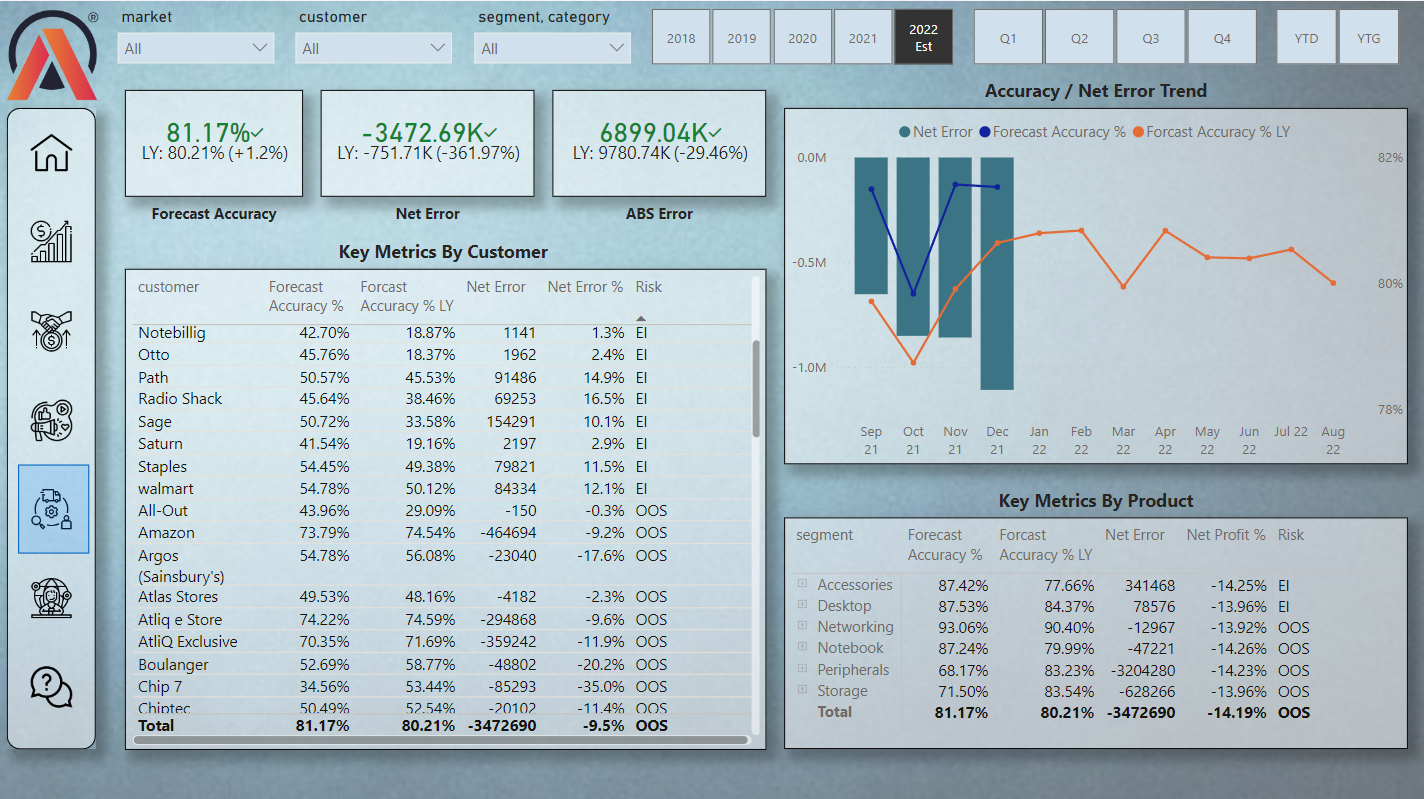 ®
market
customer
segment, category
All
All
All
2018
2019
2020
2021
2022
Est
Q1
Q2
Q3
Q4
YTD
YTG
81.17%✓
LY: 80.21% (+1.2%)
Forecast Accuracy
-3472.69K✓
LY: -751.71K (-361.97%)
Net Error
6899.04K✓
LY: 9780.74K (-29.46%)
ABS Error
Key Metrics By Customer
customer Forecast Accuracy % Forcast Accuracy % LY Net Error Net Error % Risk
Notebillig 42.70% 18.87% 1141 1.3% EI
Otto 45.76% 18.37% 1962 2.4% EI
Path 50.57% 45.53% 91486 14.9% EI
Radio Shack 45.64% 38.46% 69253 16.5% EI
Sage 50.72% 33.58% 154291 10.1% EI
Saturn 41.54% 19.16% 2197 2.9% EI
Staples 54.45% 49.38% 79821 11.5% EI
walmart 54.78% 50.12% 84334 12.1% EI
All-Out 43.96% 29.09% -150 -0.3% OOS
Amazon 73.79% 74.54% -464694 -9.2% OOS
Argos 54.78% 56.08% -23040 -17.6% OOS
(Sainsbury's)
Atlas Stores 49.53% 48.16% -4182 -2.3% OOS
Atliq e Store 74.22% 74.59% -294868 -9.6% OOS
AtliQ Exclusive 70.35% 71.69% -359242 -11.9% OOS
Boulanger 52.69% 58.77% -48802 -20.2% OOS
Chip 7 34.56% 53.44% -85293 -35.0% OOS
Chiptec 50.49% 52.54% -20102 -11.4% OOS
Total 81.17% 80.21% -3472690 -9.5% OOS
Accuracy / Net Error Trend
Net Error Forecast Accuracy % Forcast Accuracy % LY
0.0M
-0.5M
-1.0M
82%
80%
78%
Sep 21
Oct 21
Nov 21
Dec 21
Jan 22
Feb 22
Mar 22
Apr 22
May 22
Jun 22
Jul 22
Aug 22
Key Metrics By Product
segment Forecast Accuracy % Forcast Accuracy % LY Net Error Net Profit % Risk
Accessories 87.42% 77.66% 341468 -14.25% EI
Desktop 87.53% 84.37% 78576 -13.96% EI
Networking 93.06% 90.40% -12967 -13.92% OOS
Notebook 87.24% 79.99% -47221 -14.26% OOS
Peripherals 68.17% 83.23% -3204280 -14.23% OOS
Storage 71.50% 83.54% -628266 -13.96% OOS
Total 81.17% 80.21% -3472690 -14.19% OOS